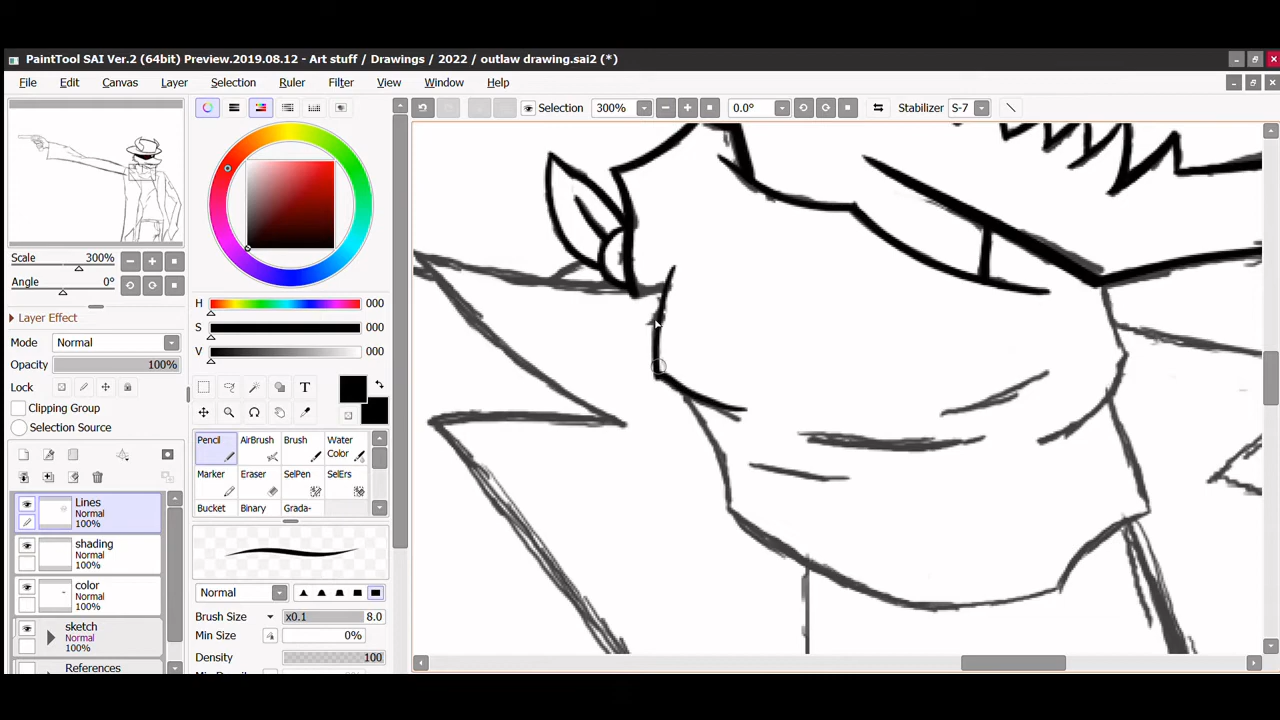 PaintTool SAI Ver.2 (64bit) Preview.2019.08.12 - Art stuff / Drawings / 2022 / outlaw drawing.sai2 (*)
File Edit Canvas Layer Selection Ruler Filter View Window Help
Selection 300% 0.0° Stabilizer S-7
Scale 300%
Angle 0°
Layer Effect
Mode Normal
Opacity 100%
Lock
Clipping Group
Selection Source
Lines
Normal
100%
shading
Normal
100%
color
Normal
100%
sketch
Normal
100%
References
H 000
S 000
V 000
T
Pencil AirBrush Brush Water Color
Marker Eraser SelPen SelErs
Bucket Binary Grada-
Normal
Brush Size x0.1 8.0
Min Size 0%
Density 100